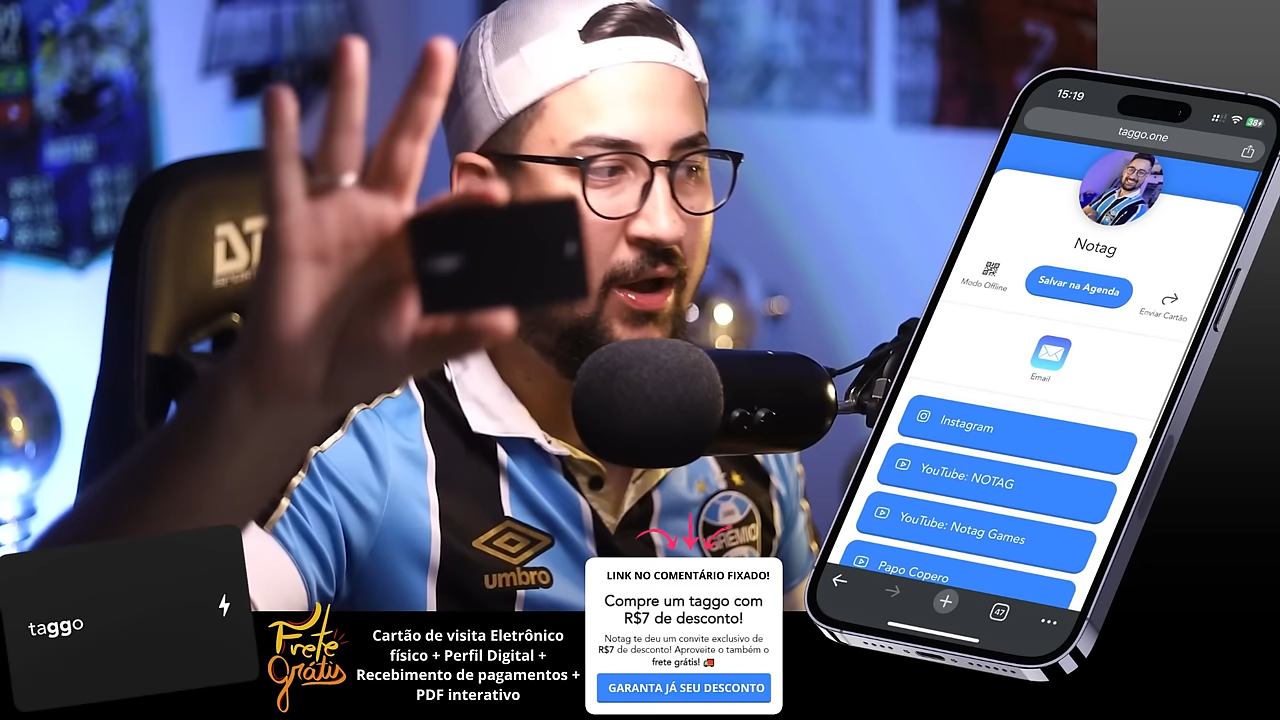 15:19
taggo.one
Notag
Modo Offline
Salvar na Agenda
Enviar Cartão
Email
Instagram
YouTube: NOTAG
YouTube: Notag Games
Papo Copero
47
umbro
GRÊMIO
taggo
Frete
Grátis
Cartão de visita Eletrônico
físico + Perfil Digital +
Recebimento de pagamentos +
PDF interativo
LINK NO COMENTÁRIO FIXADO!
Compre um taggo com
R$7 de desconto!
Notag te deu um convite exclusivo de
R$7 de desconto! Aproveite o também o
frete grátis!
GARANTA JÁ SEU DESCONTO